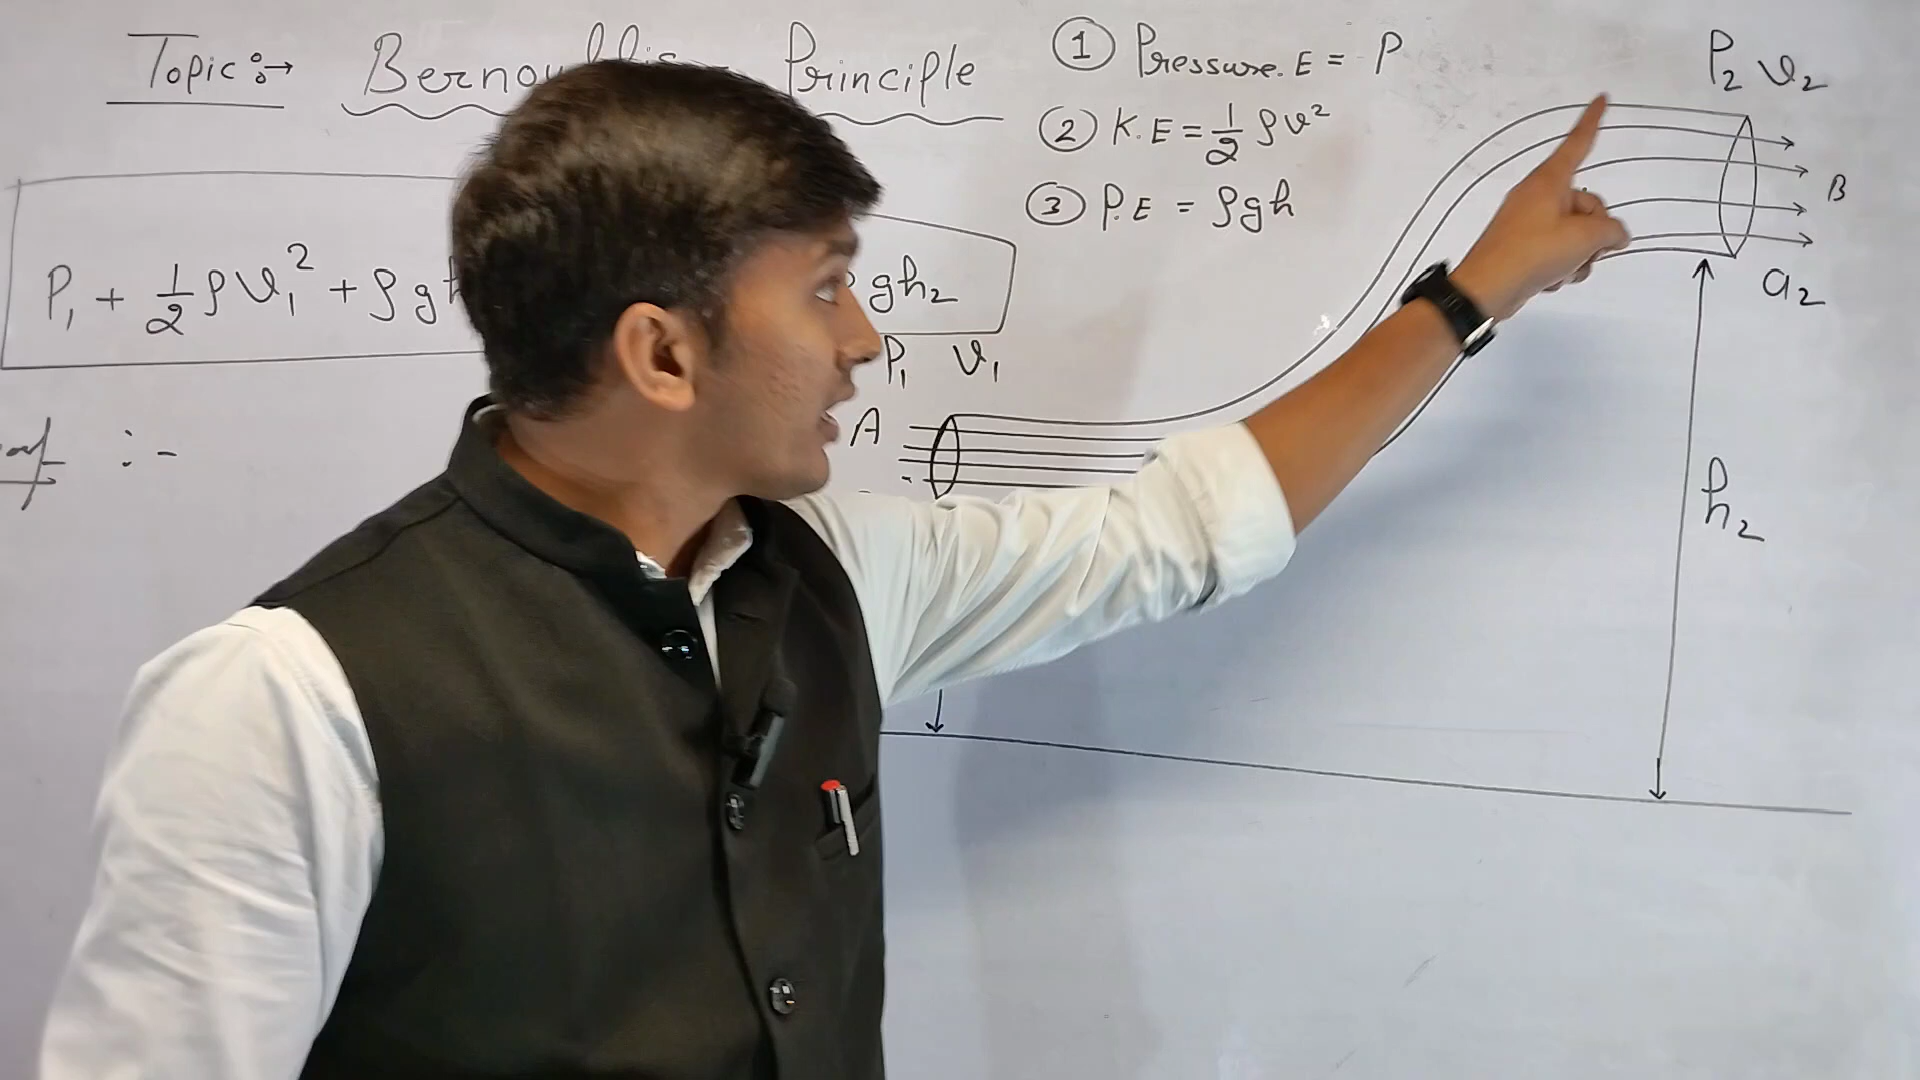 Topic :→ Bernoulli's Principle
P₁ + 1/2 ρv₁² + ρg
ρgh₂
:-
① Pressure.E = P
② K.E = 1/2 ρv²
③ P.E = ρgh
P₁ v₁
A
P₂ v₂
B
a₂
h₂